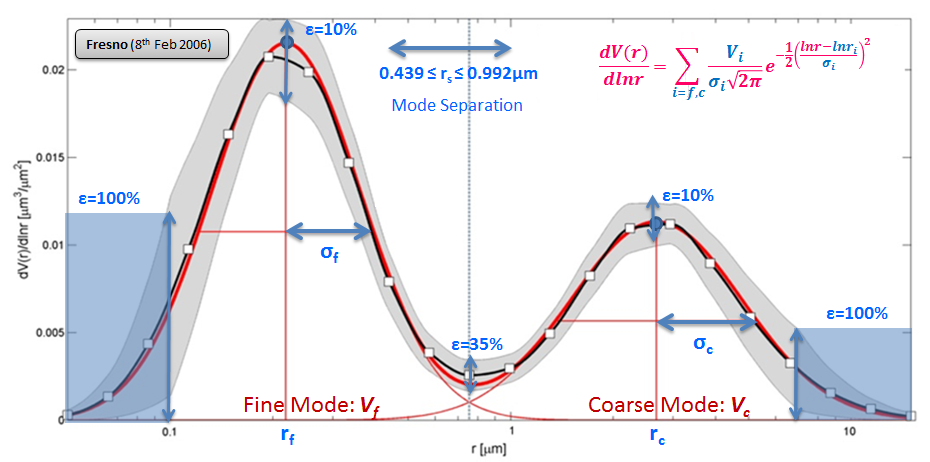 Fresno (8th Feb 2006)
ε=10%
0.439 ≤ rs ≤ 0.992μm
Mode Separation
dV(r)/dlnr = ∑i=f,c Vi/σi√2π e -1/2(lnr−lnri/σi)2
0.02
0.015
0.01
0.005
0
dV(r)/dlnr [μm3/μm2]
ε=100%
σf
ε=35%
ε=10%
σc
ε=100%
Fine Mode: Vf
Coarse Mode: Vc
0.1
rf
1
rc
10
r [μm]